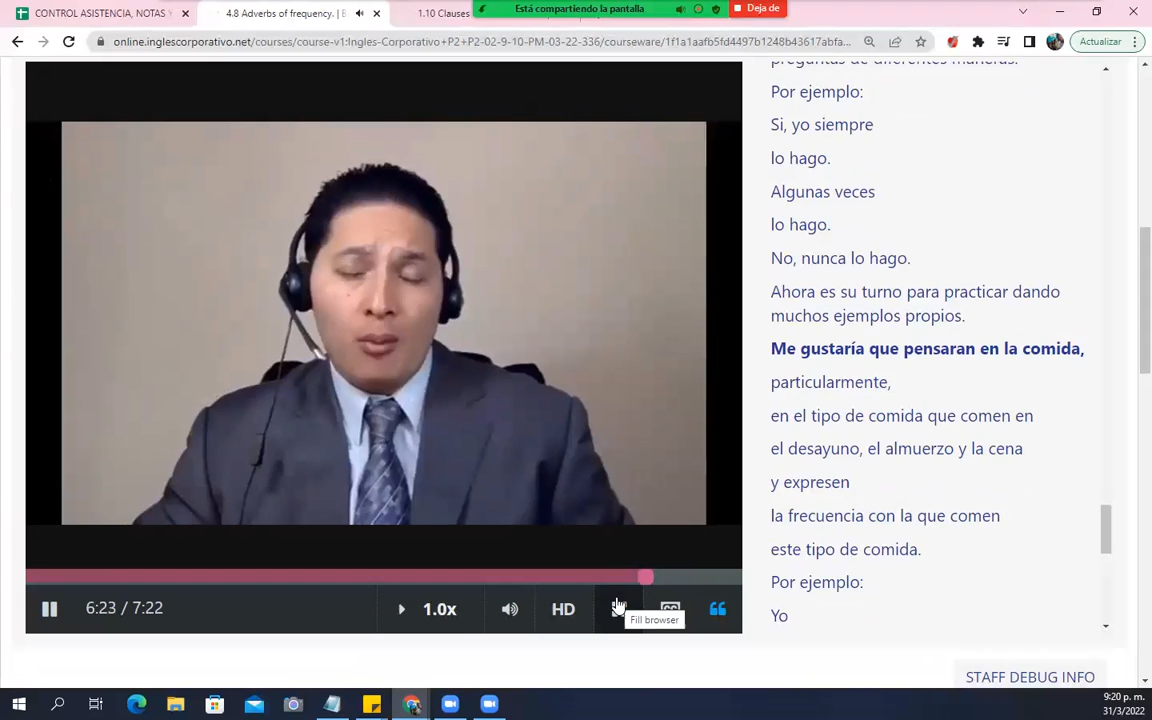 Está compartiendo la pantalla
Deja de
CONTROL ASISTENCIA, NOTAS
4.8 Adverbs of frequency. | E
1.10 Clauses
online.inglescorporativo.net/courses/course-v1:Ingles-Corporativo+P2+P2-02-9-10-PM-03-22-336/courseware/1f1a1aafb5fd4497b1248b43617abfa...
Actualizar
preguntas de diferentes maneras.
Por ejemplo:
Si, yo siempre
lo hago.
Algunas veces
lo hago.
No, nunca lo hago.
Ahora es su turno para practicar dando
muchos ejemplos propios.
Me gustaría que pensaran en la comida,
particularmente,
en el tipo de comida que comen en
el desayuno, el almuerzo y la cena
y expresen
la frecuencia con la que comen
este tipo de comida.
Por ejemplo:
Yo
6:23 / 7:22
1.0x
HD
CC
Fill browser
STAFF DEBUG INFO
9:20 p. m.
31/3/2022